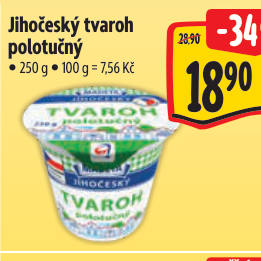 Jihočeský tvaroh
polotučný
• 250 g • 100 g = 7,56 Kč
28,90
-34
18 90
JIHOČESKÝ
TVAROH
polotučný
250 g
JIHOČESKÝ
TVAROH
polotučný